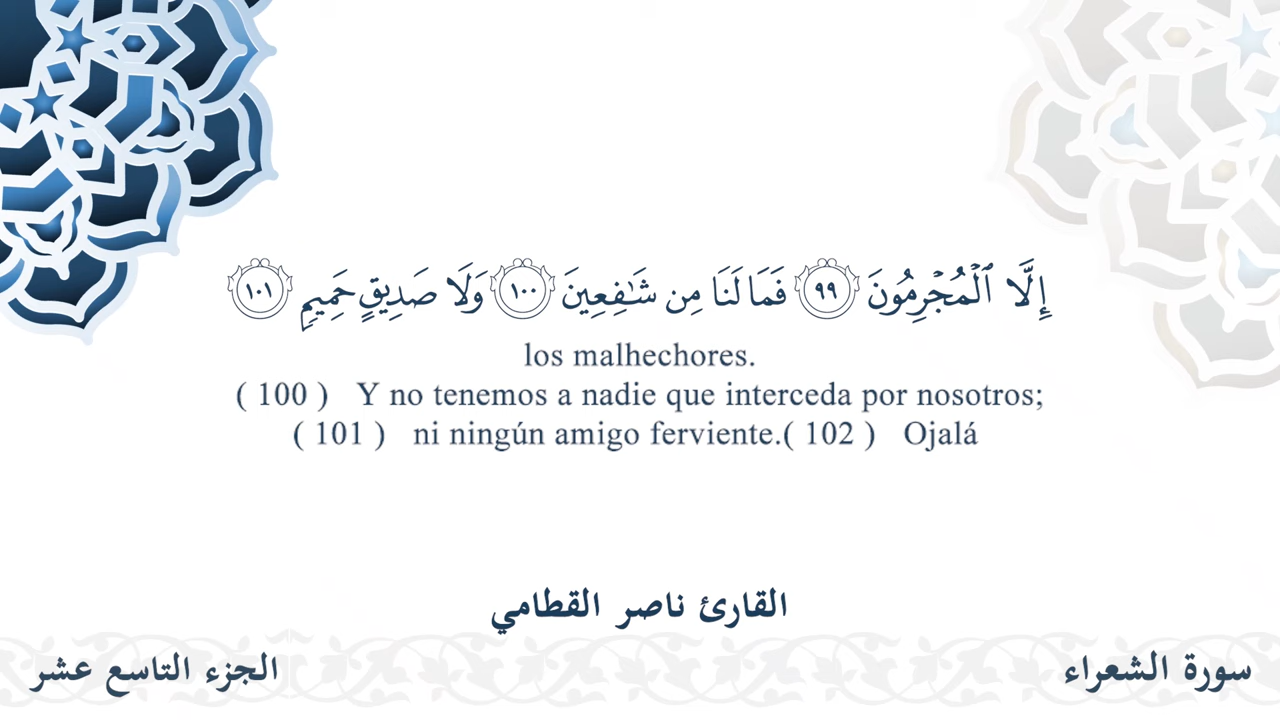 إِلَّا ٱلْمُجْرِمُونَ ٩٩ فَمَا لَنَا مِن شَٰفِعِينَ ١٠٠ وَلَا صَدِيقٍ حَمِيمٍ ١٠١
los malhechores.
( 100 ) Y no tenemos a nadie que interceda por nosotros;
( 101 ) ni ningún amigo ferviente.( 102 ) Ojalá
القارئ ناصر القطامي
سورة الشعراء
الجزء التاسع عشر